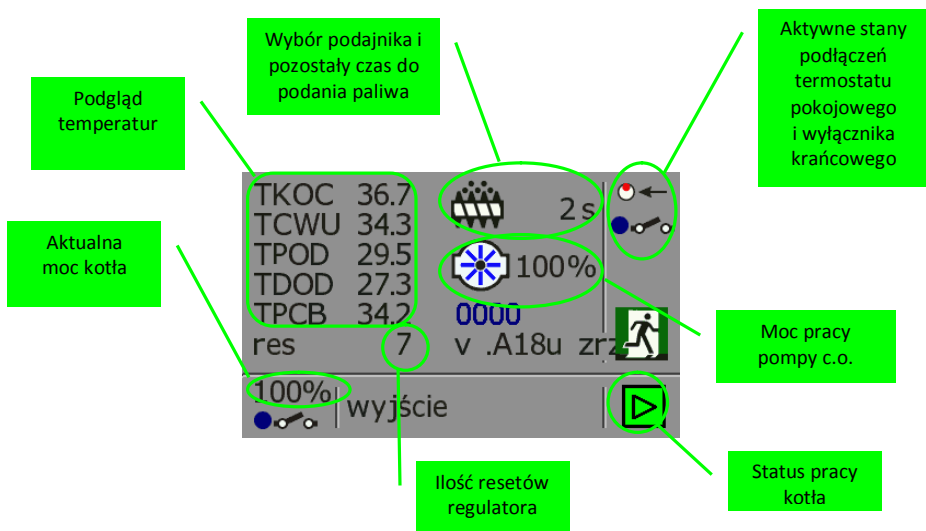 Wybór podajnika i
pozostały czas do
podania paliwa
Aktywne stany
podłączeń
termostatu
pokojowego
i wyłącznika
krańcowego
Podgląd
temperatur
Aktualna
moc kotła
TKOC 36.7
TCWU 34.3
TPOD 29.5
TDOD 27.3
TPCB 34.2
res 7
2 s
100%
0000
v .A18u zrz
100%
wyjście
Moc pracy
pompy c.o.
Ilość resetów
regulatora
Status pracy
kotła